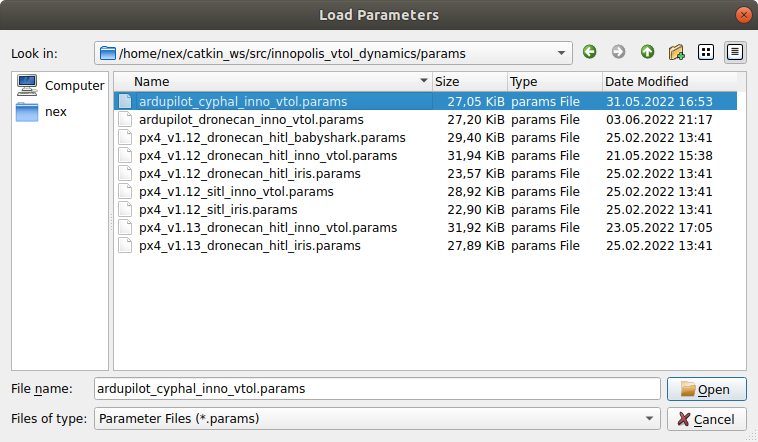 Load Parameters
Look in: /home/nex/catkin_ws/src/innopolis_vtol_dynamics/params
Computer
nex
Name Size Type Date Modified
ardupilot_cyphal_inno_vtol.params 27,05 KiB params File 31.05.2022 16:53
ardupilot_dronecan_inno_vtol.params 27,20 KiB params File 03.06.2022 21:17
px4_v1.12_dronecan_hitl_babyshark.params 29,40 KiB params File 25.02.2022 13:41
px4_v1.12_dronecan_hitl_inno_vtol.params 31,94 KiB params File 21.05.2022 15:38
px4_v1.12_dronecan_hitl_iris.params 23,57 KiB params File 25.02.2022 13:41
px4_v1.12_sitl_inno_vtol.params 28,92 KiB params File 25.02.2022 13:41
px4_v1.12_sitl_iris.params 22,90 KiB params File 25.02.2022 13:41
px4_v1.13_dronecan_hitl_inno_vtol.params 31,92 KiB params File 23.05.2022 17:05
px4_v1.13_dronecan_hitl_iris.params 27,89 KiB params File 25.02.2022 13:41
File name: ardupilot_cyphal_inno_vtol.params Open
Files of type: Parameter Files (*.params) Cancel